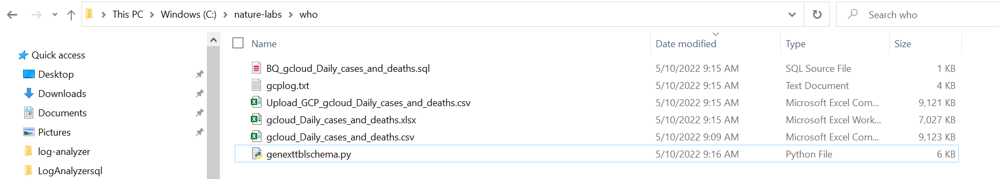 This PC > Windows (C:) > nature-labs > who
Search who
Quick access
Desktop
Downloads
Documents
Pictures
log-analyzer
LogAnalyzersql
Name Date modified Type Size
BQ_gcloud_Daily_cases_and_deaths.sql 5/10/2022 9:15 AM SQL Source File 1 KB
gcplog.txt 5/10/2022 9:15 AM Text Document 4 KB
Upload_GCP_gcloud_Daily_cases_and_deaths.csv 5/10/2022 9:15 AM Microsoft Excel Com... 9,121 KB
gcloud_Daily_cases_and_deaths.xlsx 5/10/2022 9:15 AM Microsoft Excel Work... 7,027 KB
gcloud_Daily_cases_and_deaths.csv 5/10/2022 9:09 AM Microsoft Excel Com... 9,123 KB
genexttblschema.py 5/10/2022 9:16 AM Python File 6 KB